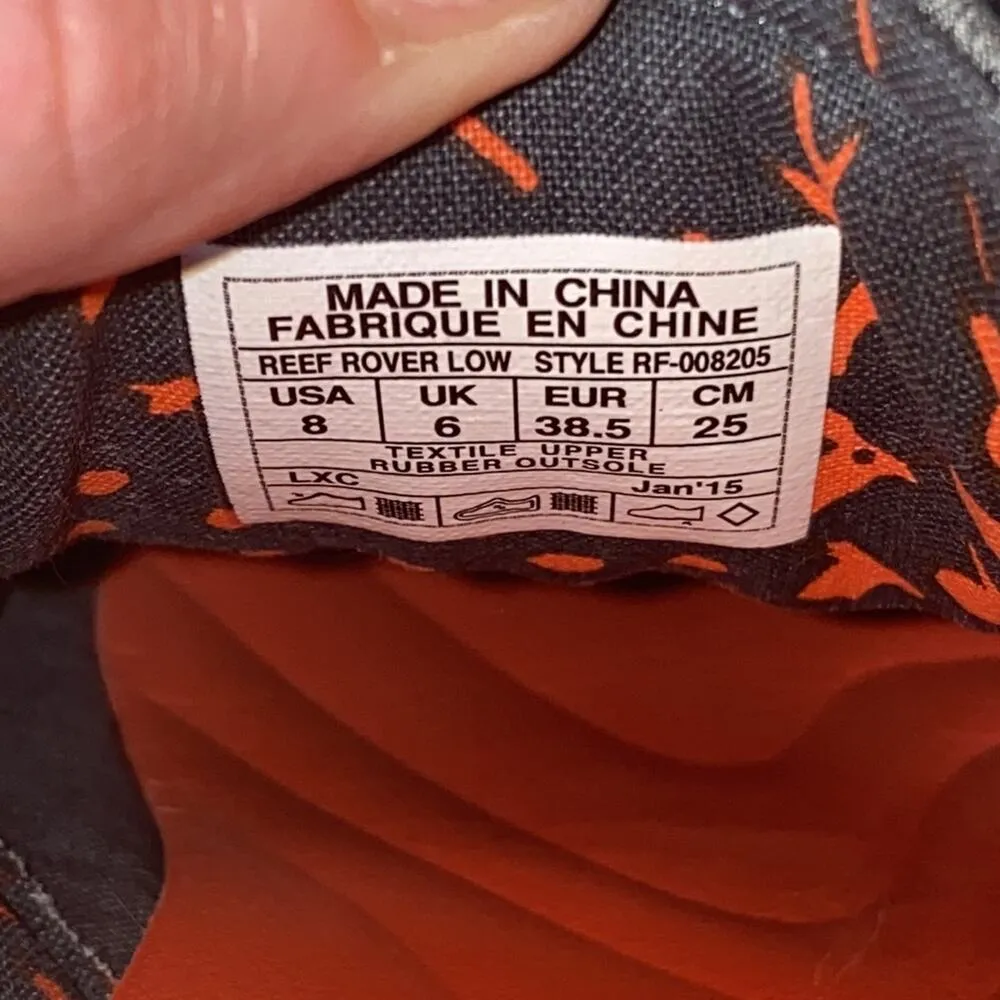 MADE IN CHINA
FABRIQUE EN CHINE
REEF ROVER LOW STYLE RF-008205
USA UK EUR CM
8 6 38.5 25
TEXTILE UPPER
RUBBER OUTSOLE
LXC Jan'15